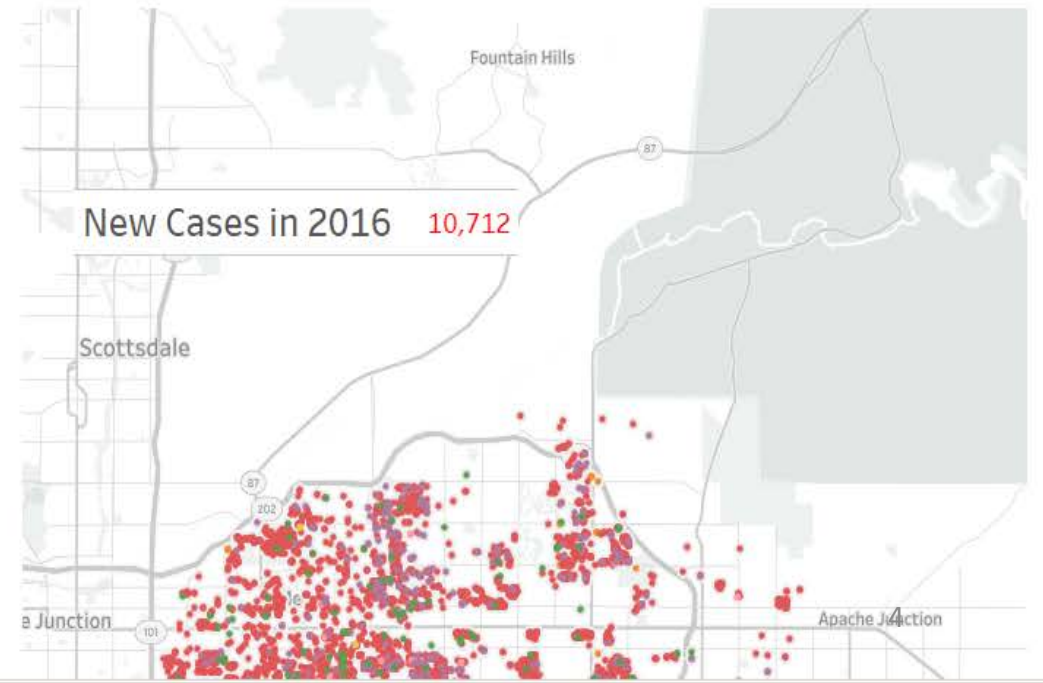 Fountain Hills
87
New Cases in 2016 10,712
Scottsdale
87
202
e Junction
101
Apache Junction
4